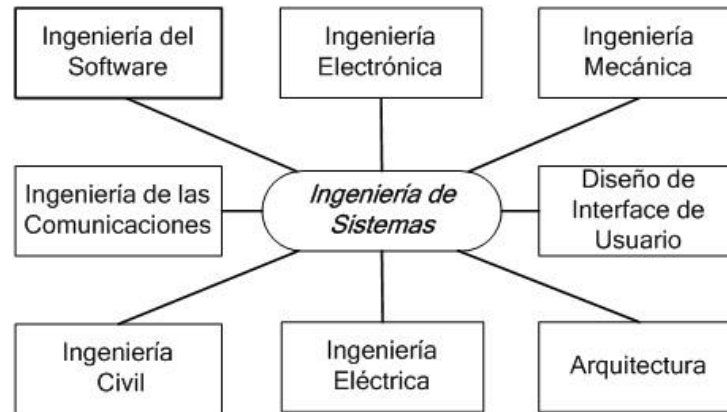 Ingeniería del
Software
Ingeniería
Electrónica
Ingeniería
Mecánica
Ingeniería de las
Comunicaciones
Ingeniería de
Sistemas
Diseño de
Interface de
Usuario
Ingeniería
Civil
Ingeniería
Eléctrica
Arquitectura